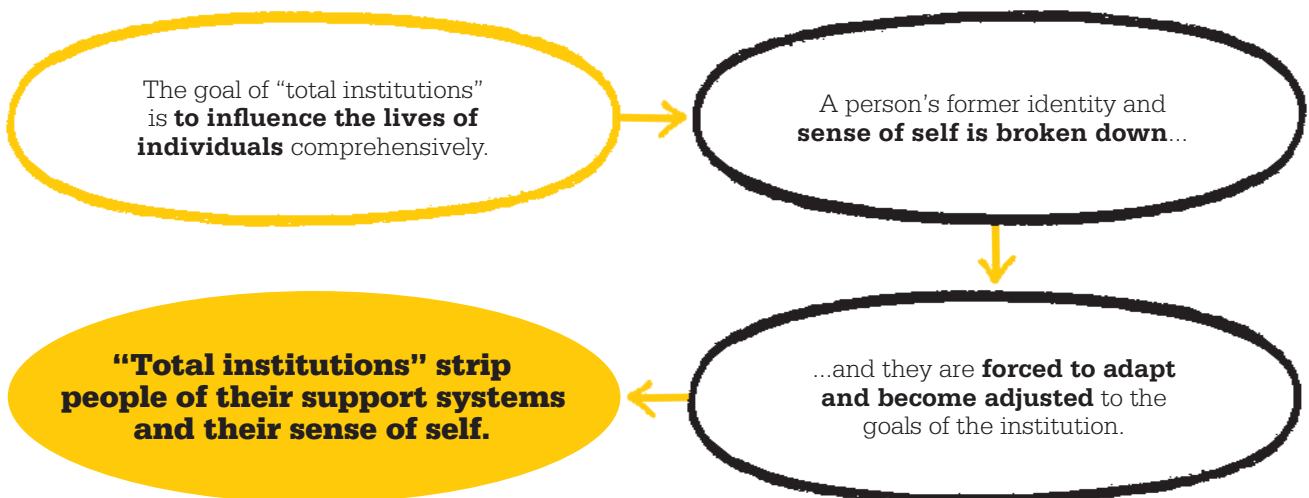 The goal of “total institutions”
is to influence the lives of
individuals comprehensively.
A person’s former identity and
sense of self is broken down...
...and they are forced to adapt
and become adjusted to the
goals of the institution.
“Total institutions” strip
people of their support systems
and their sense of self.